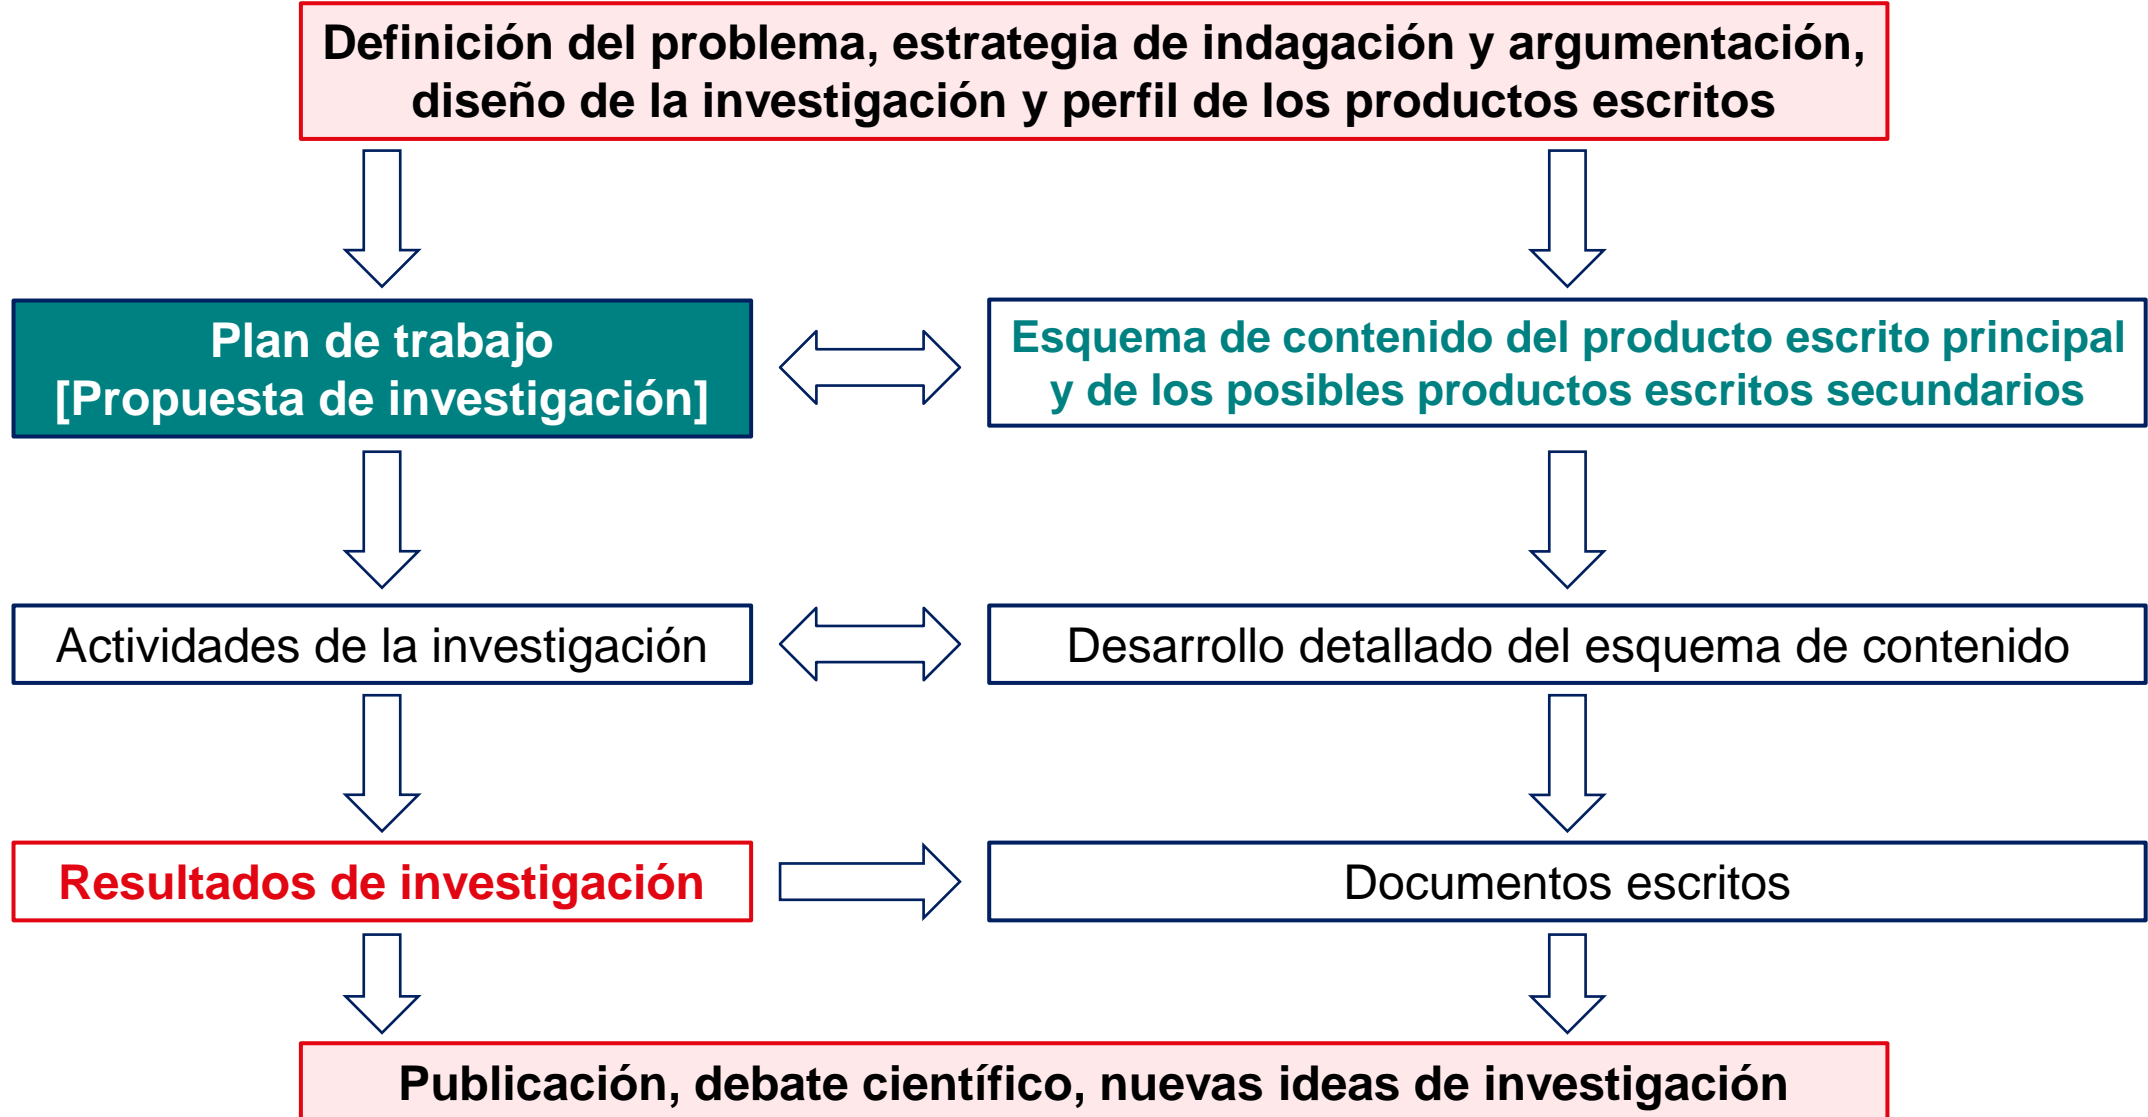 Definición del problema, estrategia de indagación y argumentación,
diseño de la investigación y perfil de los productos escritos
Plan de trabajo
[Propuesta de investigación]
Esquema de contenido del producto escrito principal
y de los posibles productos escritos secundarios
Actividades de la investigación
Desarrollo detallado del esquema de contenido
Resultados de investigación
Documentos escritos
Publicación, debate científico, nuevas ideas de investigación